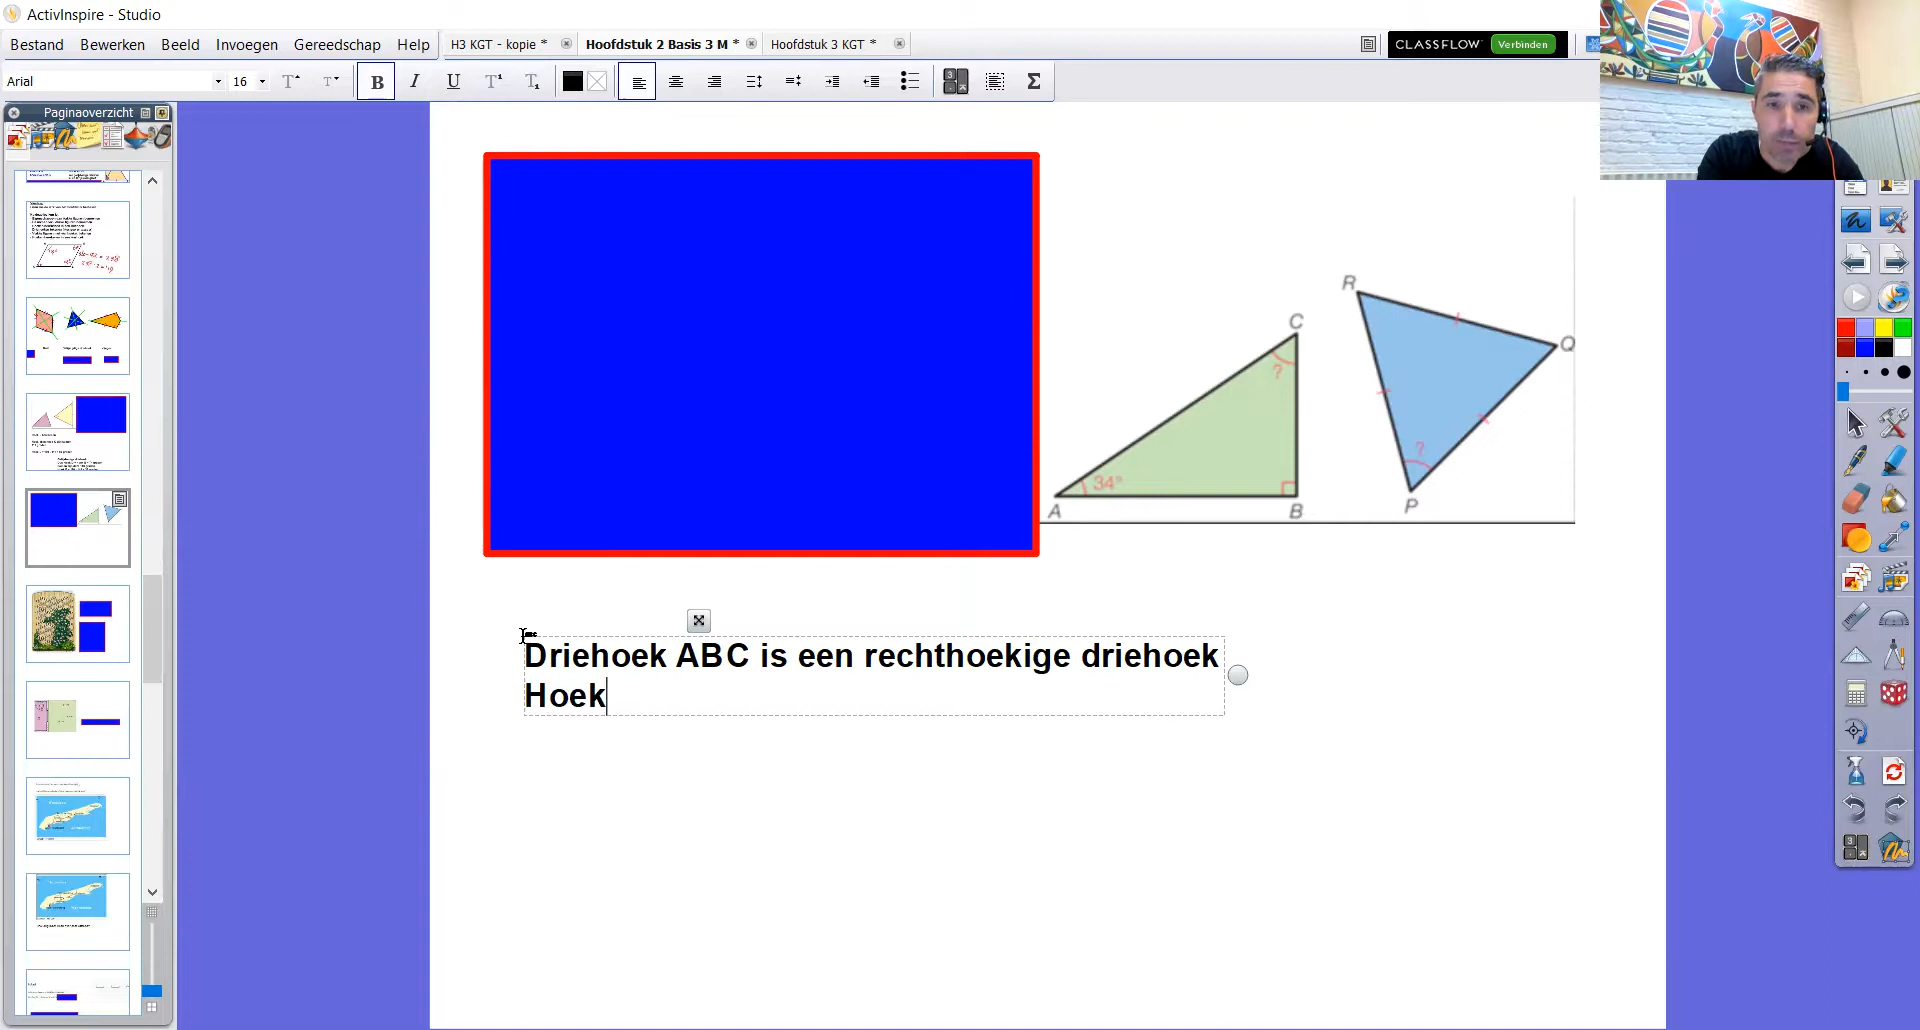 ActivInspire - Studio
Bestand Bewerken Beeld Invoegen Gereedschap Help
H3 KGT - kopie * Hoofdstuk 2 Basis 3 M * Hoofdstuk 3 KGT *
CLASSFLOW Verbinden
Arial 16
Paginaoverzicht
R
C
Q
?
?
34°
A
B
P
Driehoek ABC is een rechthoekige driehoek
Hoek